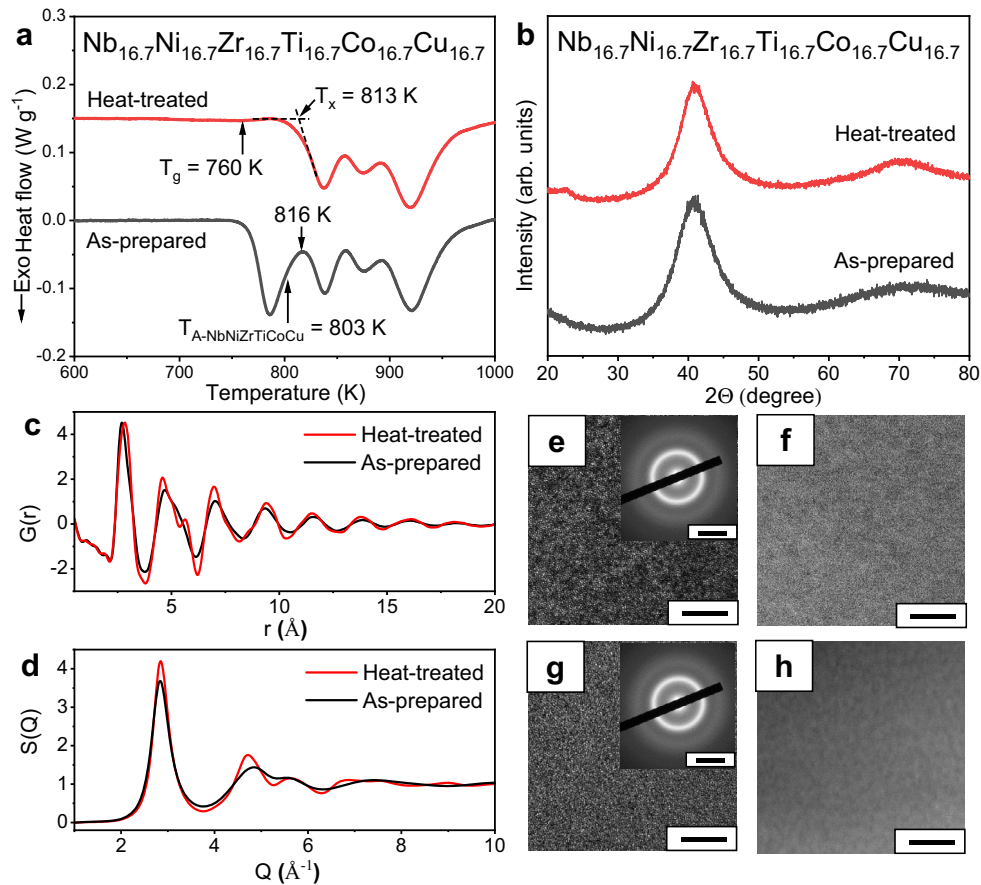 a
Nb16.7Ni16.7Zr16.7Ti16.7Co16.7Cu16.7
Heat-treated
Tx = 813 K
Tg = 760 K
816 K
As-prepared
TA-NbNiZrTiCoCu = 803 K
Exo Heat flow (W g-1)
0.3
0.2
0.1
0.0
-0.1
-0.2
600 700 800 900 1000
Temperature (K)
b
Nb16.7Ni16.7Zr16.7Ti16.7Co16.7Cu16.7
Heat-treated
As-prepared
Intensity (arb. units)
20 30 40 50 60 70 80
2Θ (degree)
c
Heat-treated
As-prepared
G(r)
4
2
0
-2
5 10 15 20
r (Å)
d
Heat-treated
As-prepared
S(Q)
4
3
2
1
0
2 4 6 8 10
Q (Å-1)
e
f
g
h